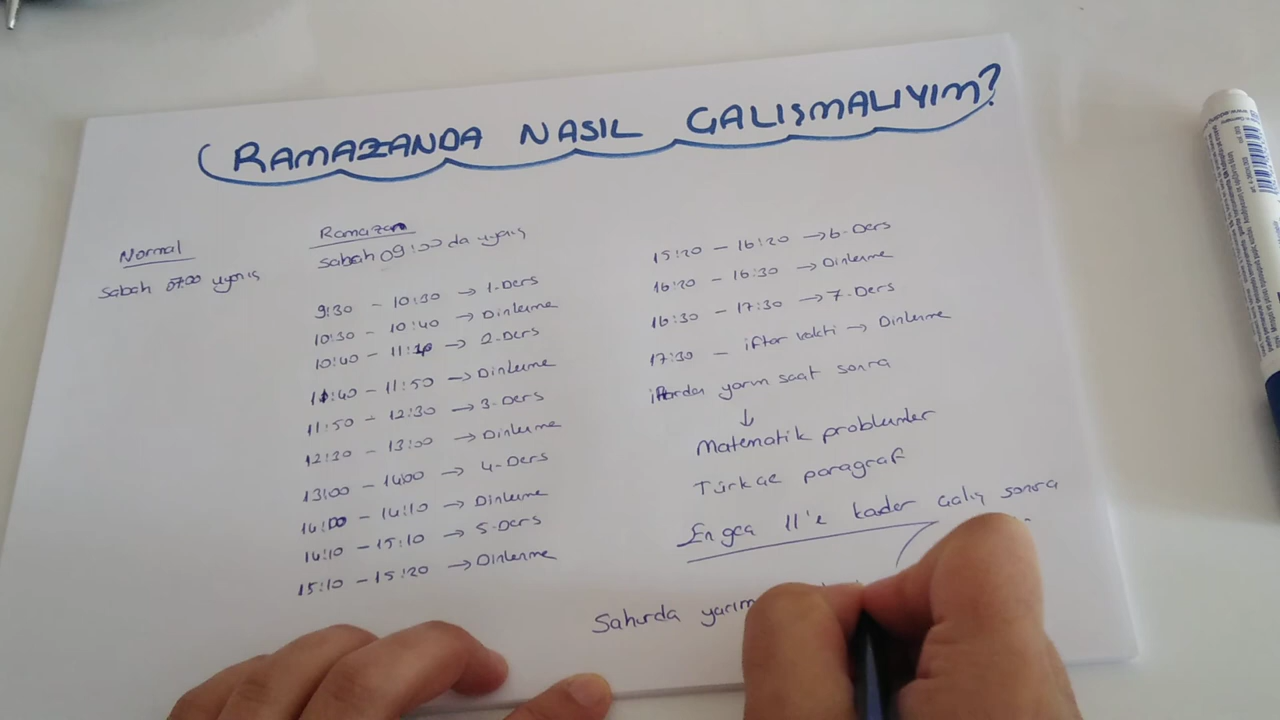 RAMAZANDA NASIL ÇALIŞMALIYIM?
Normal
Sabah 07:00 uyanış
Ramazan
Sabah 09:00 da uyanış
9:30 - 10:30 → 1.Ders
10:30 - 10:40 → Dinlenme
10:40 - 11:40 → 2.Ders
11:40 - 11:50 → Dinlenme
11:50 - 12:30 → 3.Ders
12:30 - 13:00 → Dinlenme
13:00 - 14:00 → 4.Ders
14:00 - 14:10 → Dinlenme
14:10 - 15:10 → 5.Ders
15:10 - 15:20 → Dinlenme
15:20 - 16:20 → 6.Ders
16:20 - 16:30 → Dinlenme
16:30 - 17:30 → 7.Ders
17:30 - iftar vakti → Dinlenme
iftardan yarım saat sonra
↓
Matematik problemler
Türkçe paragraf
En geç 11'e kadar çalış sonra
Sahurda yarım